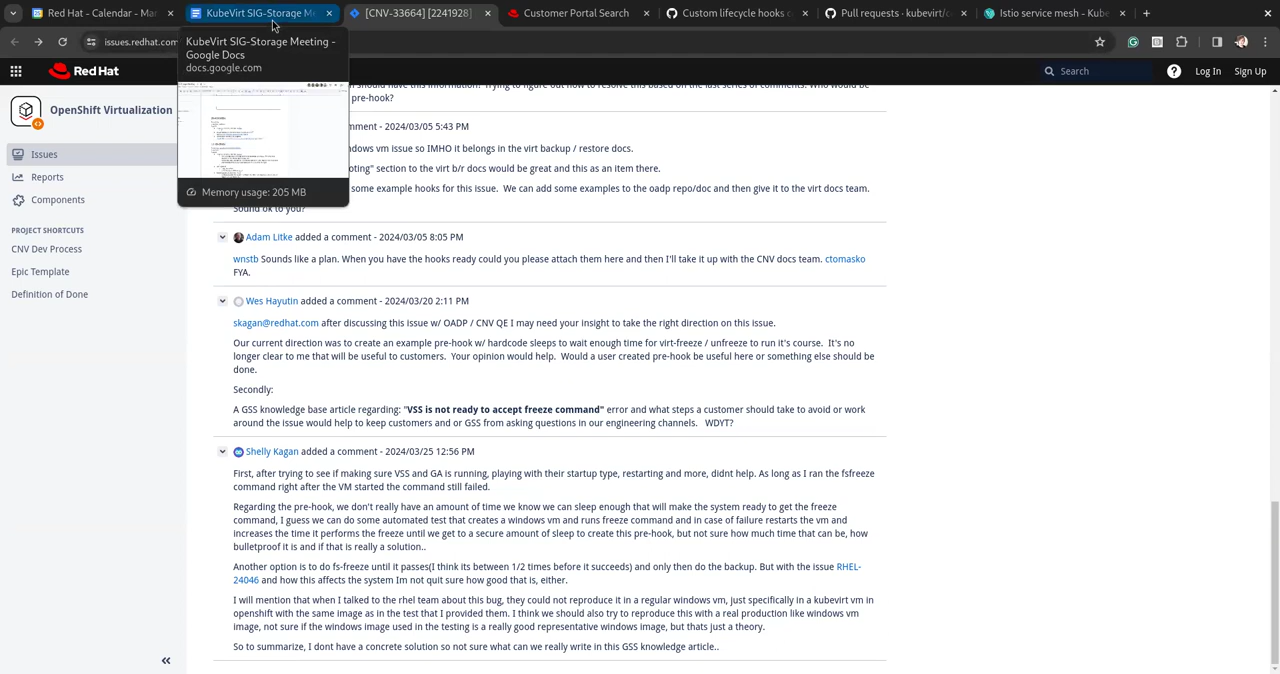 Red Hat - Calendar - Mar
KubeVirt SIG-Storage Me
[CNV-33664] [2241928]
Customer Portal Search
Custom lifecycle hooks c
Pull requests · kubevirt/c
Istio service mesh - Kube
issues.redhat.com
KubeVirt SIG-Storage Meeting -
Google Docs
docs.google.com
Memory usage: 205 MB
Red Hat
Search
Log In
Sign Up
OpenShift Virtualization
Issues
Reports
Components
PROJECT SHORTCUTS
CNV Dev Process
Epic Template
Definition of Done
should have this information? Trying to figure out how to resolve this based on the last series of comments. Who would be
pre-hook?
mment - 2024/03/05 5:43 PM
dows vm issue so IMHO it belongs in the virt backup / restore docs.
oting" section to the virt b/r docs would be great and this as an item there.
some example hooks for this issue. We can add some examples to the oadp repo/doc and then give it to the virt docs team.
Sound ok to you?
Adam Litke added a comment - 2024/03/05 8:05 PM
wnstb Sounds like a plan. When you have the hooks ready could you please attach them here and then I'll take it up with the CNV docs team. ctomasko
FYA.
Wes Hayutin added a comment - 2024/03/20 2:11 PM
skagan@redhat.com after discussing this issue w/ OADP / CNV QE I may need your insight to take the right direction on this issue.
Our current direction was to create an example pre-hook w/ hardcode sleeps to wait enough time for virt-freeze / unfreeze to run it's course. It's no
longer clear to me that will be useful to customers. Your opinion would help. Would a user created pre-hook be useful here or something else should be
done.
Secondly:
A GSS knowledge base article regarding: "VSS is not ready to accept freeze command" error and what steps a customer should take to avoid or work
around the issue would help to keep customers and or GSS from asking questions in our engineering channels. WDYT?
Shelly Kagan added a comment - 2024/03/25 12:56 PM
First, after trying to see if making sure VSS and GA is running, playing with their startup type, restarting and more, didnt help. As long as I ran the fsfreeze
command right after the VM started the command still failed.
Regarding the pre-hook, we don't really have an amount of time we know we can sleep enough that will make the system ready to get the freeze
command, I guess we can do some automated test that creates a windows vm and runs freeze command and in case of failure restarts the vm and
increases the time it performs the freeze until we get to a secure amount of sleep to create this pre-hook, but not sure how much time that can be, how
bulletproof it is and if that is really a solution..
Another option is to do fs-freeze until it passes(I think its between 1/2 times before it succeeds) and only then do the backup. But with the issue RHEL-
24046 and how this affects the system Im not quit sure how good that is, either.
I will mention that when I talked to the rhel team about this bug, they could not reproduce it in a regular windows vm, just specifically in a kubevirt vm in
openshift with the same image as in the test that I provided them. I think we should also try to reproduce this with a real production like windows vm
image, not sure if the windows image used in the testing is a really good representative windows image, but thats just a theory.
So to summarize, I dont have a concrete solution so not sure what can we really write in this GSS knowledge article..